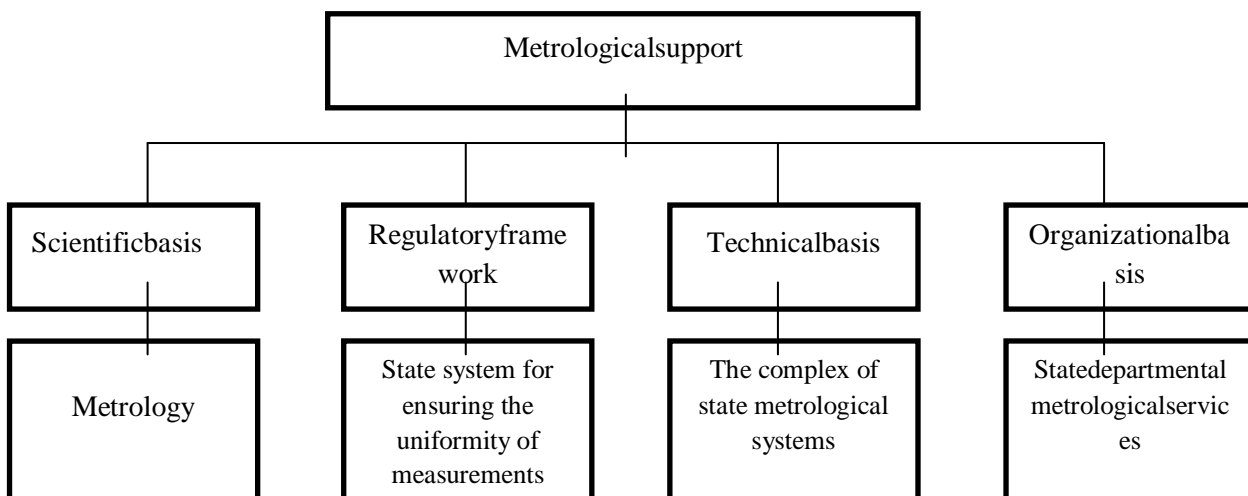 Metrologicalsupport
Scientificbasis
Regulatoryframe
work
Technicalbasis
Organizationalba
sis
Metrology
State system for
ensuring the
uniformity of
measurements
The complex of
state metrological
systems
Statedepartmental
metrologicalservic
es